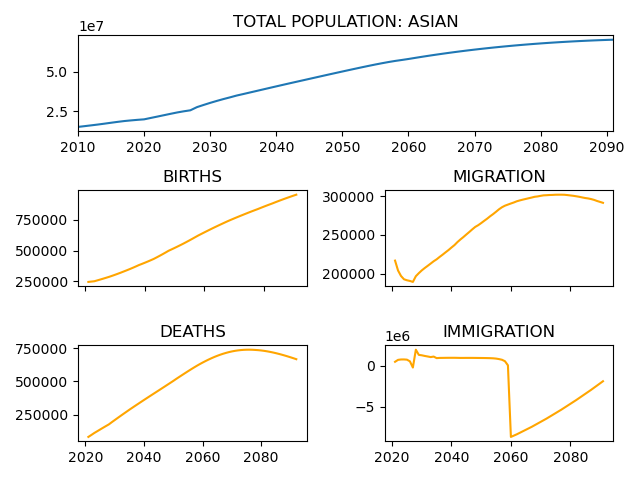 TOTAL POPULATION: ASIAN
1e7
5.0
2.5
2010 2020 2030 2040 2050 2060 2070 2080 2090
BIRTHS
750000
500000
250000
MIGRATION
300000
250000
200000
DEATHS
750000
500000
250000
2020 2040 2060 2080
IMMIGRATION
1e6
0
−5
2020 2040 2060 2080